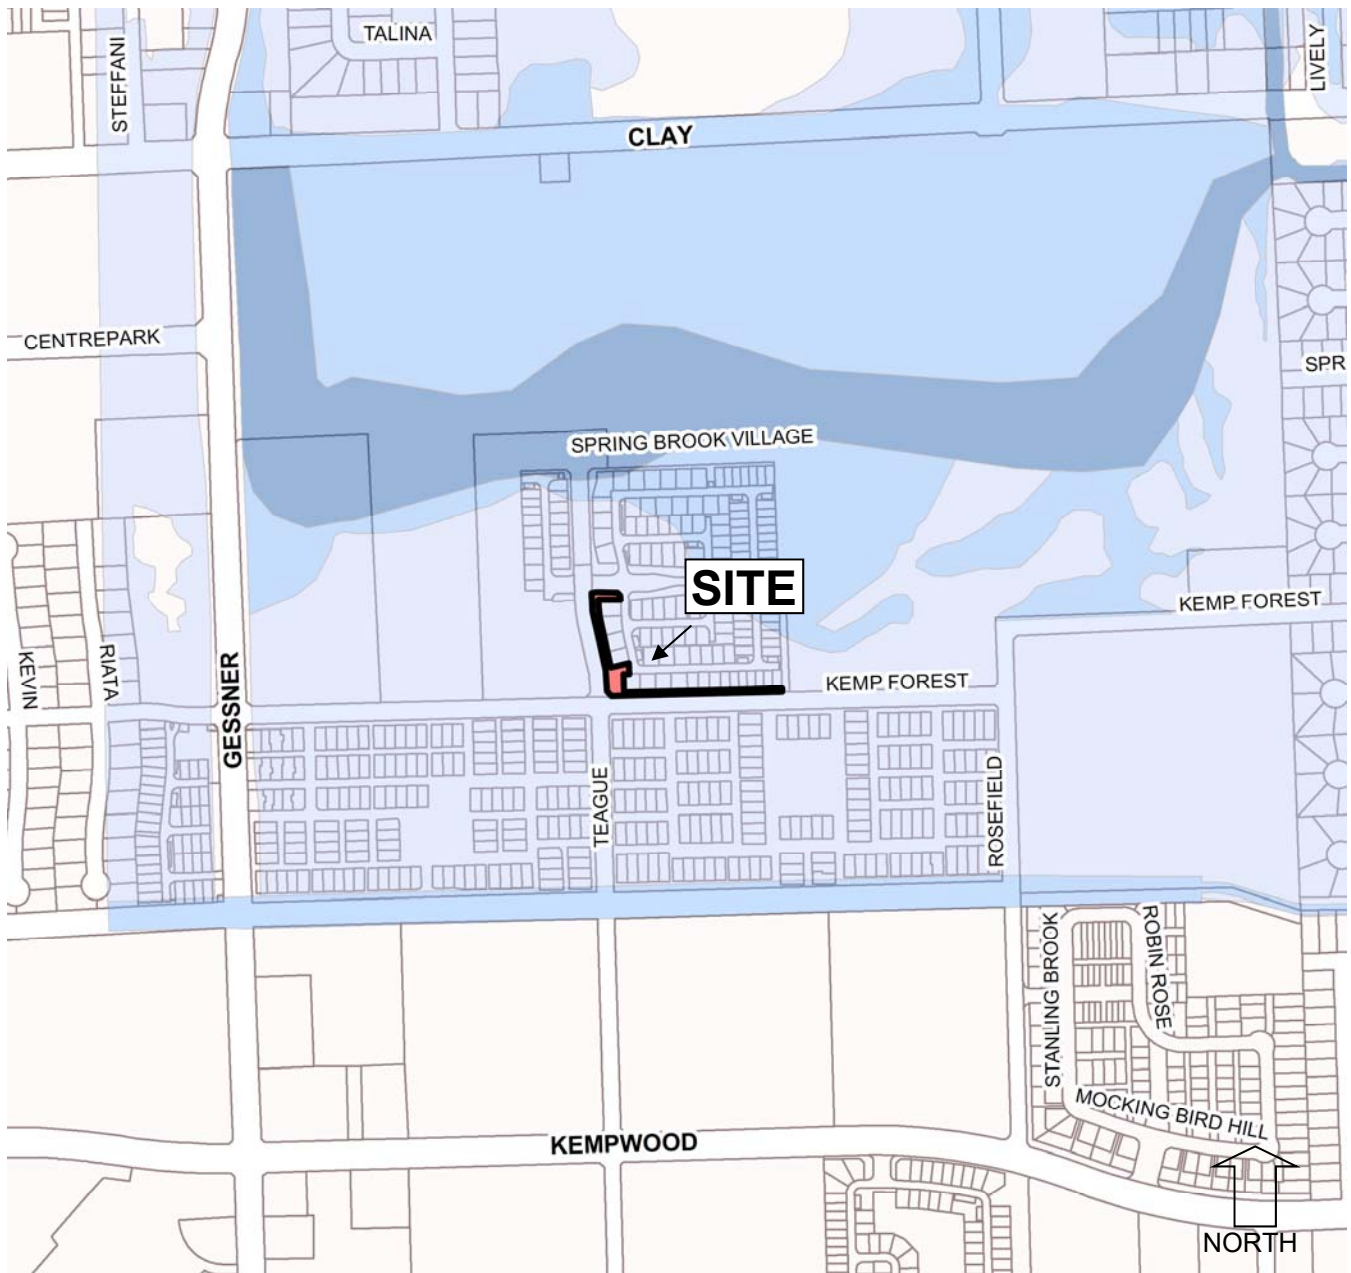 TALINA
STEFFANI
LIVELY
CLAY
CENTREPARK
SPR
SPRING BROOK VILLAGE
SITE
KEMP FOREST
KEVIN
RIATA
GESSNER
KEMP FOREST
TEAGUE
ROSEFIELD
STANLING BROOK
ROBIN ROSE
MOCKING BIRD HILL
KEMPWOOD
NORTH